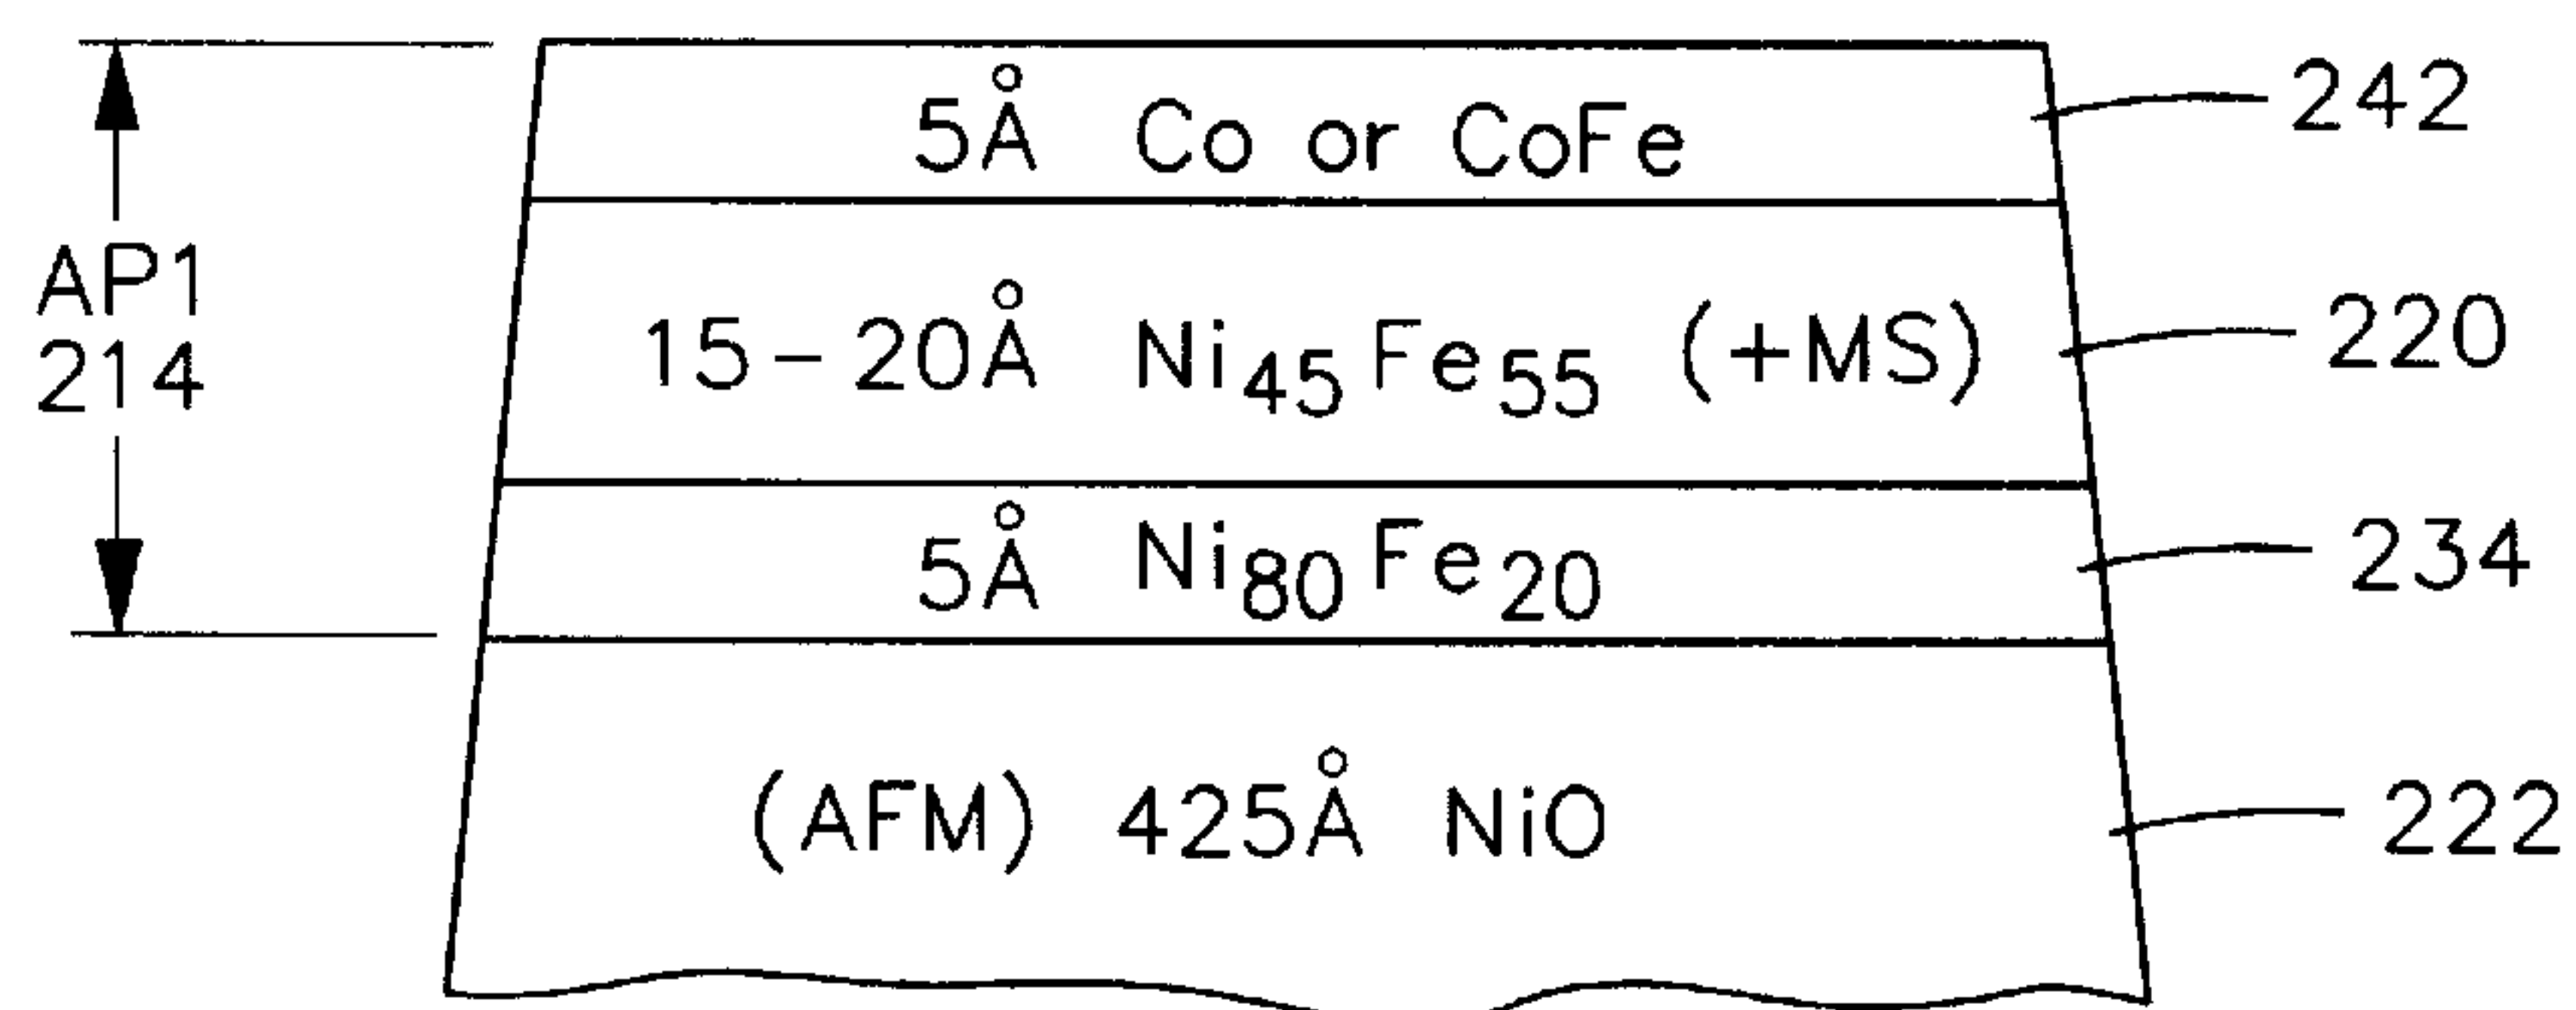 5Å Co or CoFe
242
AP1
214
15-20Å Ni45Fe55 (+MS)
220
5Å Ni80Fe20
234
(AFM) 425Å NiO
222